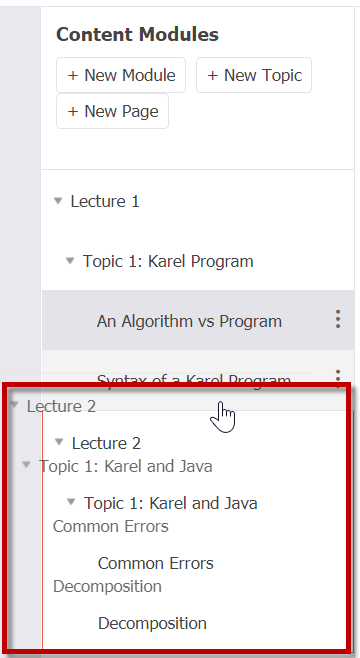 Content Modules
+ New Module + New Topic
+ New Page
Lecture 1
Topic 1: Karel Program
An Algorithm vs Program
Syntax of a Karel Program
Lecture 2
Lecture 2
Topic 1: Karel and Java
Topic 1: Karel and Java
Common Errors
Common Errors
Decomposition
Decomposition